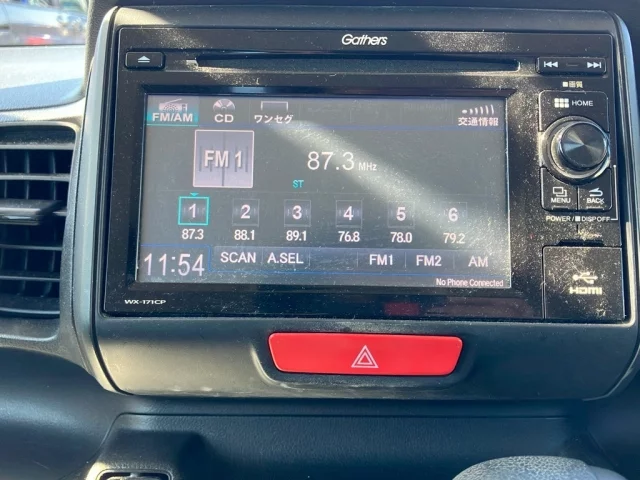 Gathers
画質
FM/AM CD ワンセグ 交通情報
HOME
FM 1 87.3 MHz
ST
MENU BACK
1 2 3 4 5 6
87.3 88.1 89.1 76.8 78.0 79.2
POWER / DISP OFF
11:54 SCAN A.SEL FM1 FM2 AM
No Phone Connected
HDMI
WX-171CP